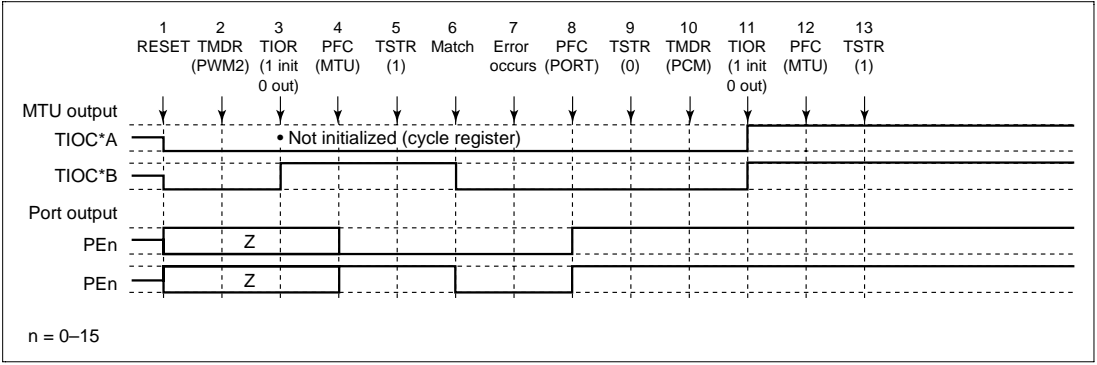 1 2 3 4 5 6 7 8 9 10 11 12 13
RESET TMDR TIOR PFC TSTR Match Error PFC TSTR TMDR TIOR PFC TSTR
(PWM2) (1 init (MTU) (1) occurs (PORT) (0) (PCM) (1 init (MTU) (1)
0 out) 0 out)
MTU output
TIOC*A
• Not initialized (cycle register)
TIOC*B
Port output
PEn Z
PEn Z
n = 0–15